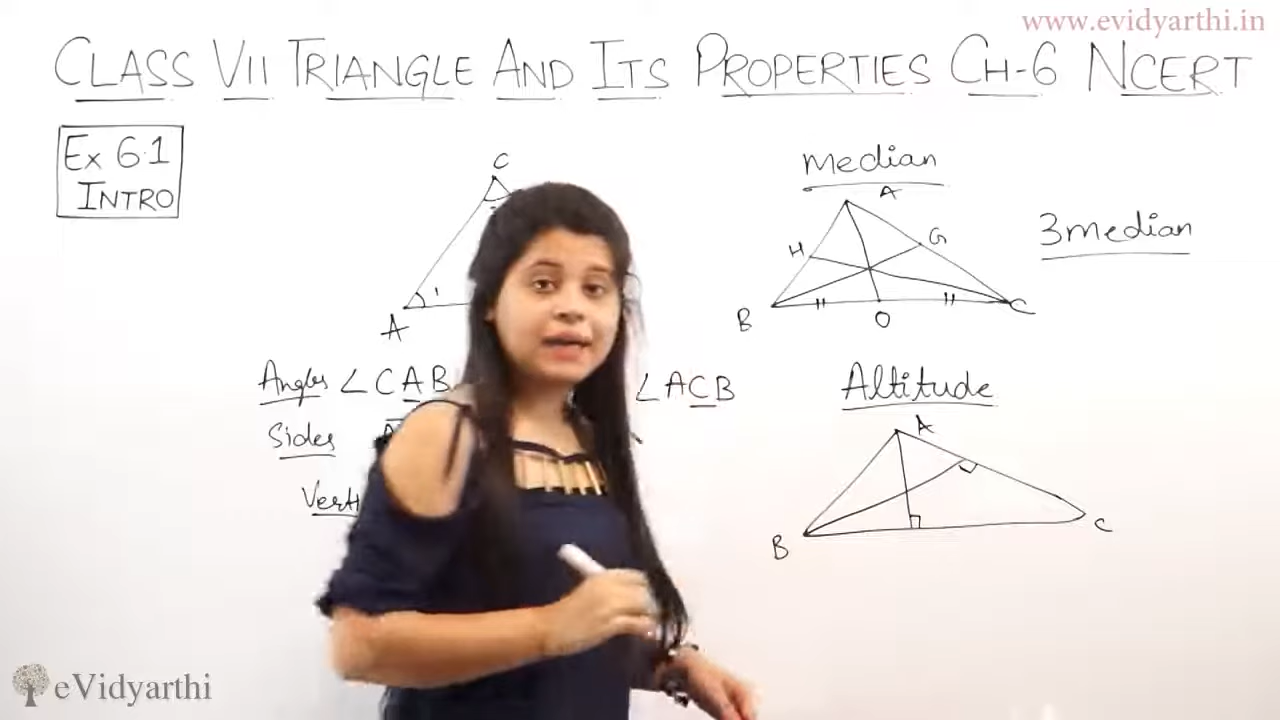 www.evidyarthi.in
CLASS VII TRIANGLE AND ITS PROPERTIES CH-6 NCERT
Ex 6.1
INTRO
C
A
1
Angles ∠CAB ∠ACB
Sides
Median
A
H
G
B
O
C
3median
Altitude
A
B
C
eVidyarthi